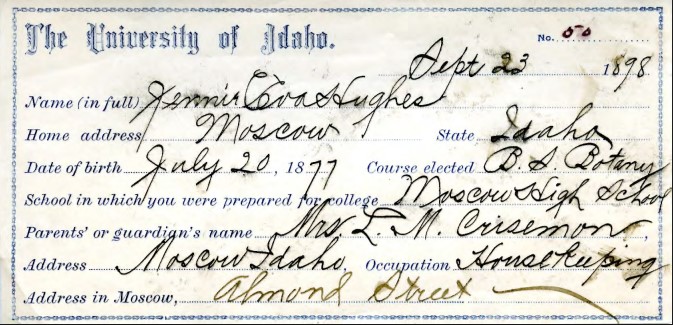 The University of Idaho.
No. 50
Sept 23 1898
Name (in full) Jennie Eva Hughes
Home address Moscow State Idaho
Date of birth July 20, 1877 Course elected B. S. Botany
School in which you were prepared for college Moscow High School
Parents' or guardian's name Mrs. L. M. Crisemon,
Address Moscow Idaho, Occupation Housekeeping
Address in Moscow, Almond Street